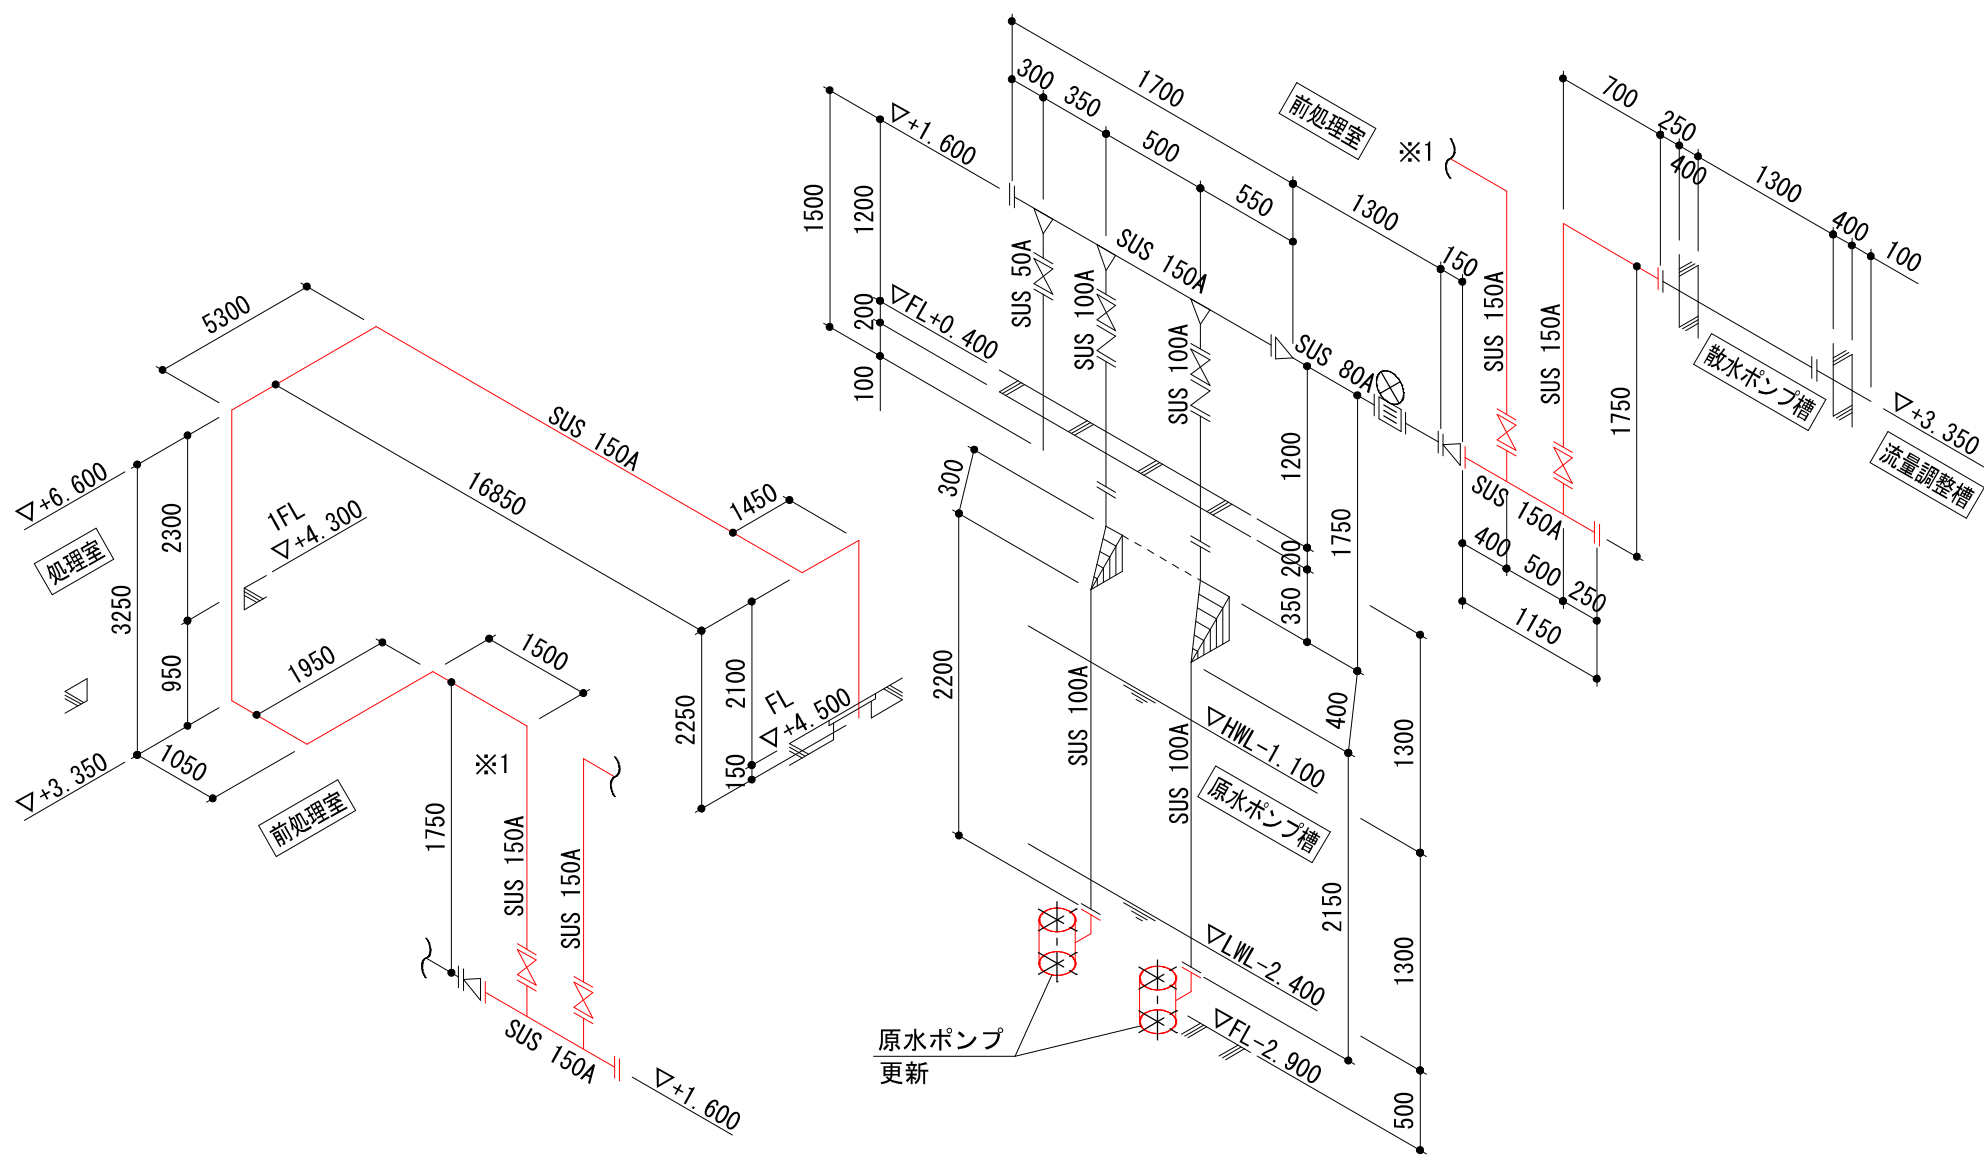 5300
SUS 150A
16850
1450
▽+6.600
処理室
3250
2300
950
1FL
▽+4.300
1950
1500
▽+3.350
1050
前処理室
1750
※1
SUS 150A
SUS 150A
SUS 150A
▽+1.600
2250
2100
150
FL
▽+4.500
1700
300
350
500
550
1300
150
▽+1.600
1500
1200
200
100
▽FL+0.400
SUS 50A
SUS 100A
SUS 100A
SUS 150A
SUS 80A
前処理室
※1
SUS 150A
SUS 150A
700
250
400
1300
400
100
1750
散水ポンプ槽
▽+3.350
流量調整槽
SUS 150A
400
500
250
1150
1200
200
350
1750
400
300
2200
SUS 100A
SUS 100A
▽HWL-1.100
原水ポンプ槽
1300
2150
▽LWL-2.400
1300
▽FL-2.900
500
原水ポンプ
更新